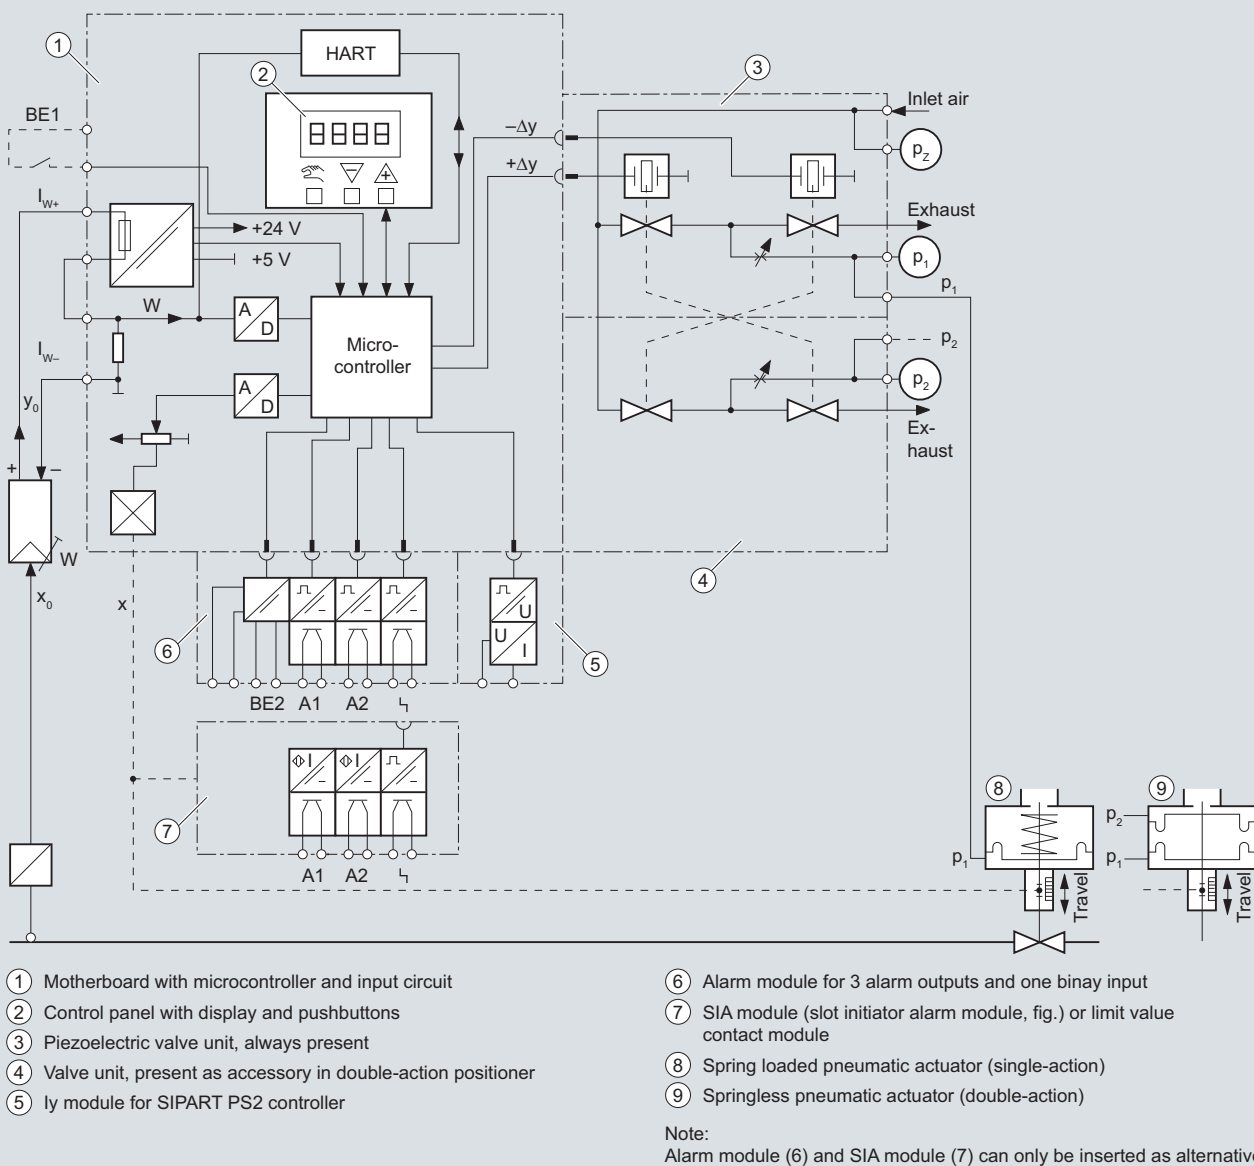 1
HART
2
3
Inlet air
BE1
8888
–Δy
pZ
+Δy
IW+
+24 V
Exhaust
+5 V
p1
p1
W
A
D
Micro-
controller
IW–
p2
y0
A
D
p2
Ex-
haust
+
–
W
4
x0
x
U
U
I
6
5
BE2
A1
A2
I
I
7
A1
A2
8
9
p2
p1
p1
Travel
Travel
1 Motherboard with microcontroller and input circuit
2 Control panel with display and pushbuttons
3 Piezoelectric valve unit, always present
4 Valve unit, present as accessory in double-action positioner
5 Iy module for SIPART PS2 controller
6 Alarm module for 3 alarm outputs and one binay input
7 SIA module (slot initiator alarm module, fig.) or limit value
contact module
8 Spring loaded pneumatic actuator (single-action)
9 Springless pneumatic actuator (double-action)
Note:
Alarm module (6) and SIA module (7) can only be inserted as alternative